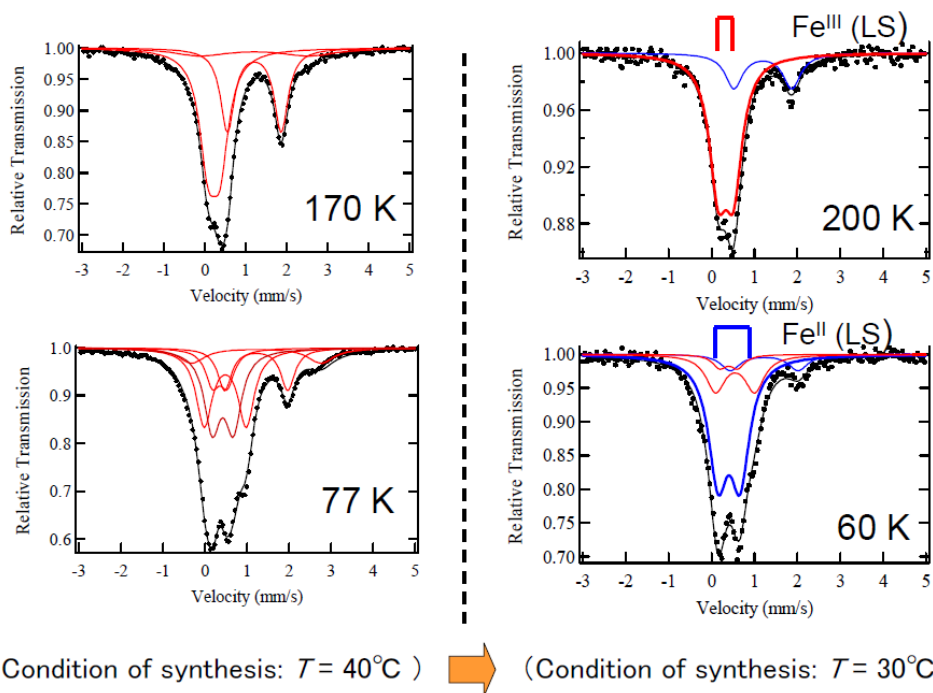 1.00
0.95
0.90
0.85
0.80
0.75
0.70
Relative Transmission
170 K
-3 -2 -1 0 1 2 3 4 5
Velocity (mm/s)
1.0
0.9
0.8
0.7
0.6
Relative Transmission
77 K
-3 -2 -1 0 1 2 3 4 5
Velocity (mm/s)
Fe^III (LS)
1.00
0.96
0.92
0.88
Relative Transmission
200 K
-3 -2 -1 0 1 2 3 4 5
Velocity (mm/s)
Fe^II (LS)
1.00
0.95
0.90
0.85
0.80
0.75
0.70
Relative Transmission
60 K
-3 -2 -1 0 1 2 3 4 5
Velocity (mm/s)
Condition of synthesis: T = 40℃ )
(Condition of synthesis: T = 30℃